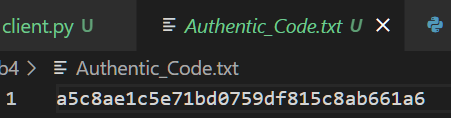 client.py U Authentic_Code.txt U
b4 > Authentic_Code.txt
1 a5c8ae1c5e71bd0759df815c8ab661a6